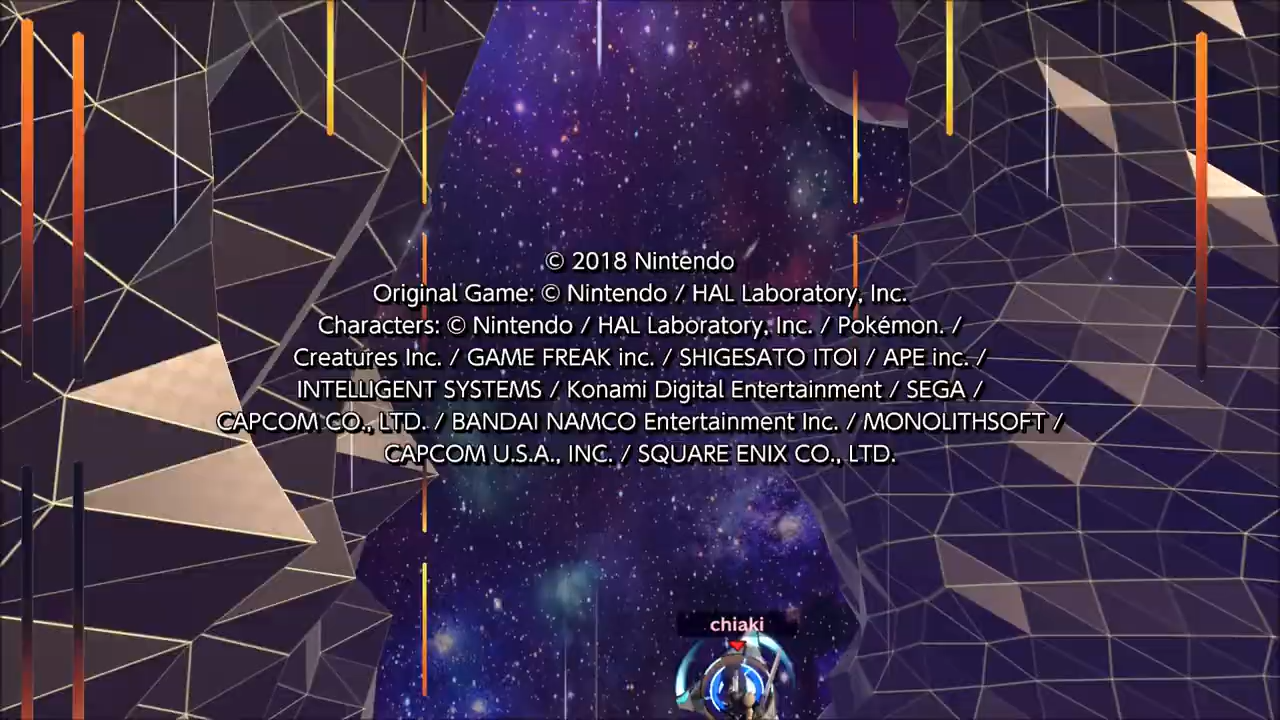 © 2018 Nintendo
Original Game: © Nintendo / HAL Laboratory, Inc.
Characters: © Nintendo / HAL Laboratory, Inc. / Pokémon. /
Creatures Inc. / GAME FREAK inc. / SHIGESATO ITOI / APE inc. /
INTELLIGENT SYSTEMS / Konami Digital Entertainment / SEGA /
CAPCOM CO., LTD. / BANDAI NAMCO Entertainment Inc. / MONOLITHSOFT /
CAPCOM U.S.A., INC. / SQUARE ENIX CO., LTD.
chiaki